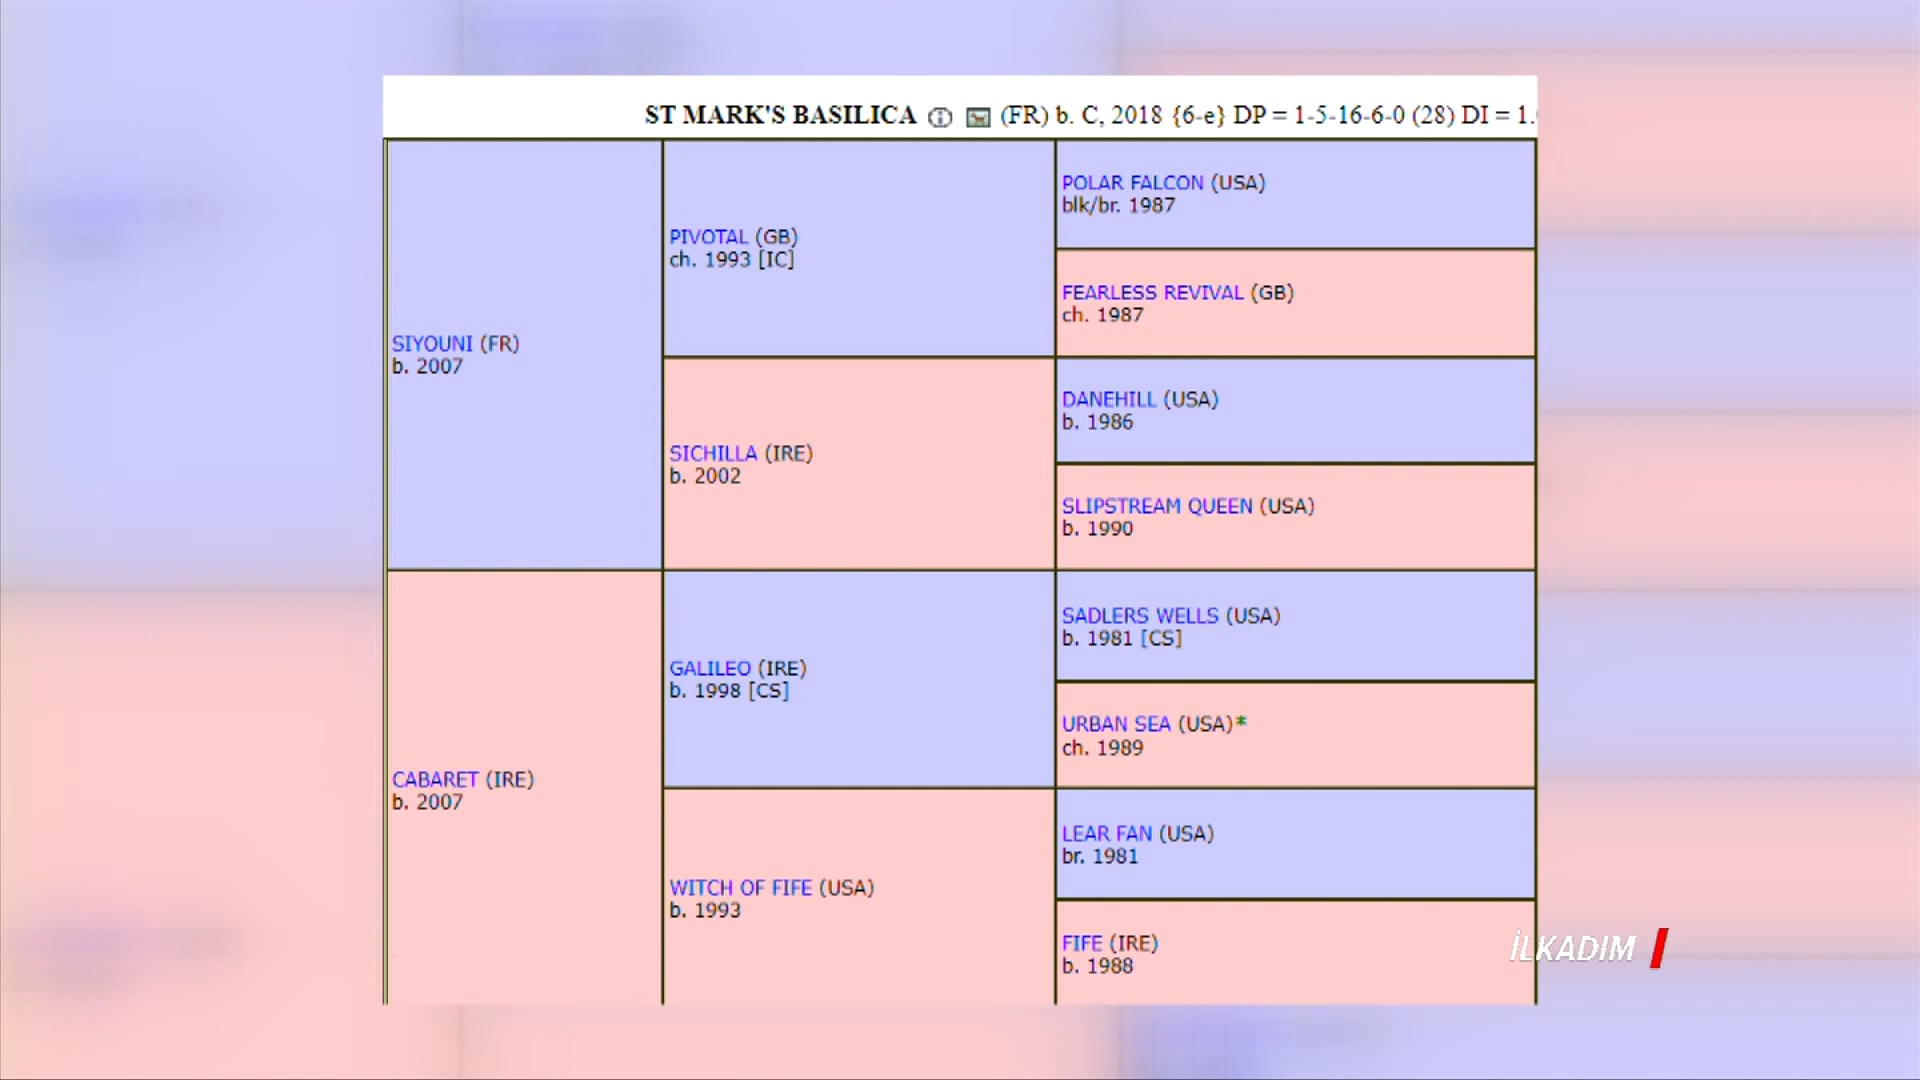 ST MARK'S BASILICA (FR) b. C, 2018 {6-e} DP = 1-5-16-6-0 (28) DI = 1.
SIYOUNI (FR)
b. 2007
PIVOTAL (GB)
ch. 1993 [IC]
POLAR FALCON (USA)
blk/br. 1987
FEARLESS REVIVAL (GB)
ch. 1987
SICHILLA (IRE)
b. 2002
DANEHILL (USA)
b. 1986
SLIPSTREAM QUEEN (USA)
b. 1990
CABARET (IRE)
b. 2007
GALILEO (IRE)
b. 1998 [CS]
SADLERS WELLS (USA)
b. 1981 [CS]
URBAN SEA (USA)*
ch. 1989
WITCH OF FIFE (USA)
b. 1993
LEAR FAN (USA)
br. 1981
FIFE (IRE)
b. 1988
İLKADIM